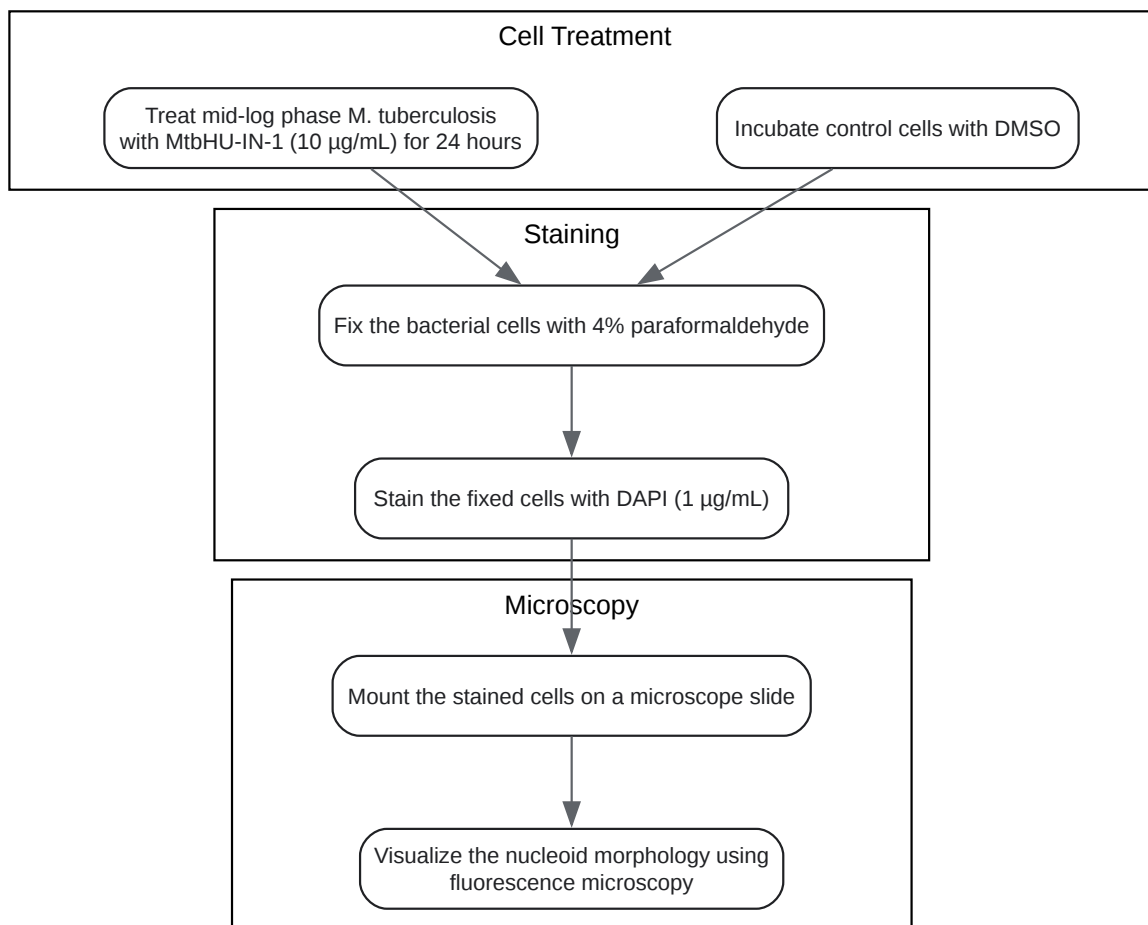 Cell Treatment
Treat mid-log phase M. tuberculosis
with MtbHU-IN-1 (10 µg/mL) for 24 hours
Incubate control cells with DMSO
Staining
Fix the bacterial cells with 4% paraformaldehyde
Stain the fixed cells with DAPI (1 µg/mL)
Microscopy
Mount the stained cells on a microscope slide
Visualize the nucleoid morphology using
fluorescence microscopy